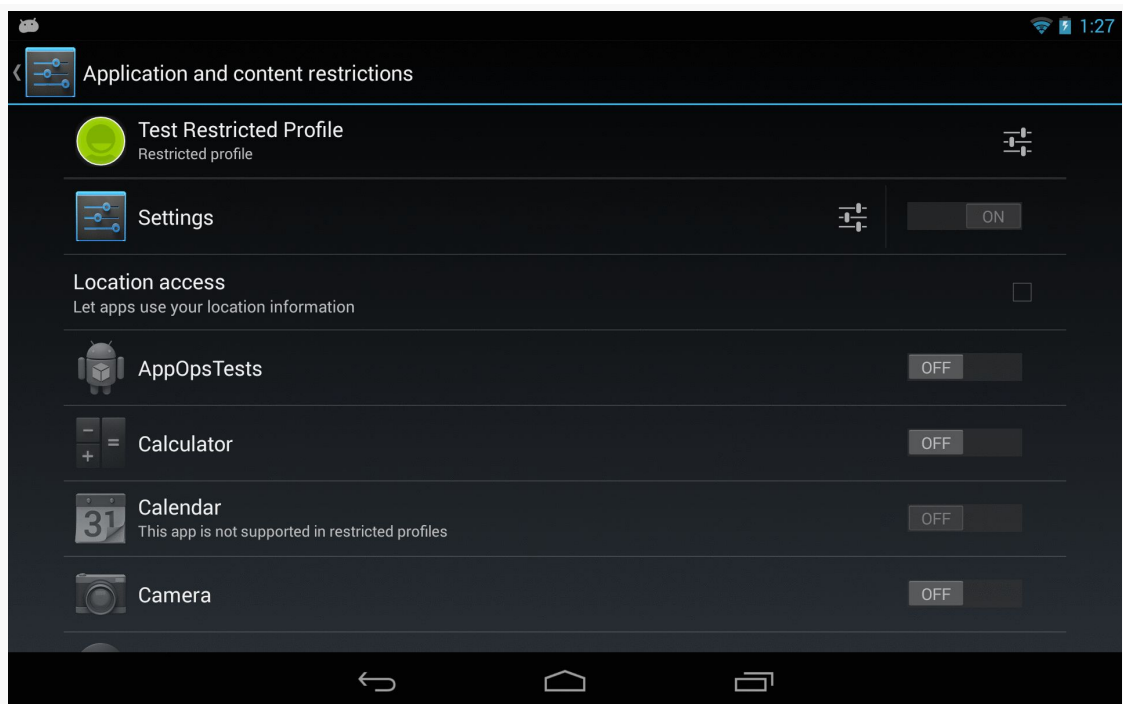 1:27
Application and content restrictions
Test Restricted Profile
Restricted profile
Settings
ON
Location access
Let apps use your location information
AppOpsTests
OFF
Calculator
OFF
31
Calendar
This app is not supported in restricted profiles
OFF
Camera
OFF